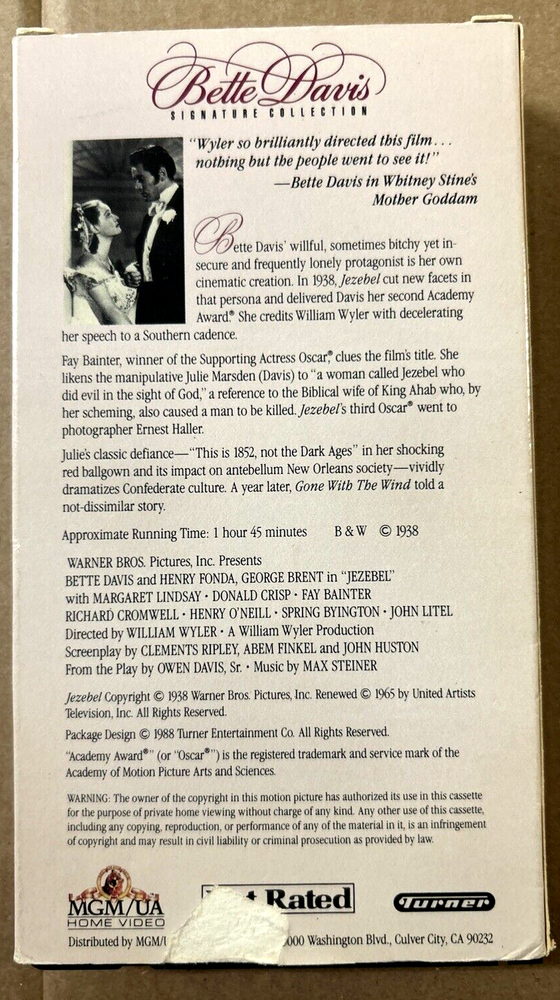 Bette Davis
SIGNATURE COLLECTION
"Wyler so brilliantly directed this film...
nothing but the people went to see it!"
—Bette Davis in Whitney Stine's
Mother Goddam
Bette Davis' willful, sometimes bitchy yet in-
secure and frequently lonely protagonist is her own
cinematic creation. In 1938, Jezebel cut new facets in
that persona and delivered Davis her second Academy
Award.® She credits William Wyler with decelerating
her speech to a Southern cadence.
Fay Bainter, winner of the Supporting Actress Oscar,® clues the film's title. She
likens the manipulative Julie Marsden (Davis) to "a woman called Jezebel who
did evil in the sight of God," a reference to the Biblical wife of King Ahab who, by
her scheming, also caused a man to be killed. Jezebel's third Oscar® went to
photographer Ernest Haller.
Julie's classic defiance—"This is 1852, not the Dark Ages" in her shocking
red ballgown and its impact on antebellum New Orleans society—vividly
dramatizes Confederate culture. A year later, Gone With The Wind told a
not-dissimilar story.
Approximate Running Time: 1 hour 45 minutes B & W © 1938
WARNER BROS. Pictures, Inc. Presents
BETTE DAVIS and HENRY FONDA, GEORGE BRENT in "JEZEBEL"
with MARGARET LINDSAY · DONALD CRISP · FAY BAINTER
RICHARD CROMWELL · HENRY O'NEILL · SPRING BYINGTON · JOHN LITEL
Directed by WILLIAM WYLER · A William Wyler Production
Screenplay by CLEMENTS RIPLEY, ABEM FINKEL and JOHN HUSTON
From the Play by OWEN DAVIS, Sr. · Music by MAX STEINER
Jezebel Copyright © 1938 Warner Bros. Pictures, Inc. Renewed © 1965 by United Artists
Television, Inc. All Rights Reserved.
Package Design © 1988 Turner Entertainment Co. All Rights Reserved.
"Academy Award®" (or "Oscar®") is the registered trademark and service mark of the
Academy of Motion Picture Arts and Sciences.
WARNING: The owner of the copyright in this motion picture has authorized its use in this cassette
for the purpose of private home viewing without charge of any kind. Any other use of this cassette,
including any copying, reproduction, or performance of any of the material in it, is an infringement
of copyright and may result in civil liability or criminal prosecution as provided by law.
MGM/UA
HOME VIDEO
Rated
Turner
Distributed by MGM/ 000 Washington Blvd., Culver City, CA 90232